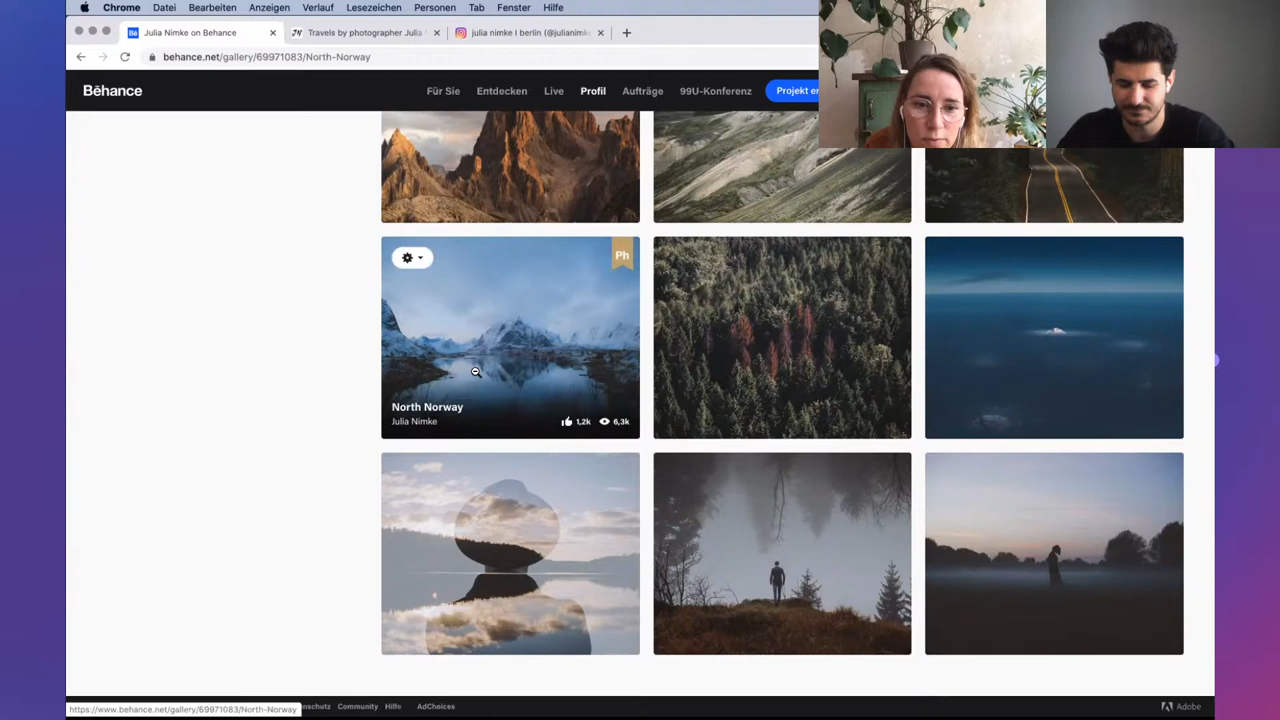 Chrome Datei Bearbeiten Anzeigen Verlauf Lesezeichen Personen Tab Fenster Hilfe
Bē Julia Nimke on Behance
JN Travels by photographer Julia
julia nimke I berlin (@julianimke
behance.net/gallery/69971083/North-Norway
Bēhance Für Sie Entdecken Live Profil Aufträge 99U-Konferenz Projekt er
Ph
North Norway
Julia Nimke 1,2k 6,3k
https://www.behance.net/gallery/69971083/North-Norway
Community Hilfe AdChoices Adobe